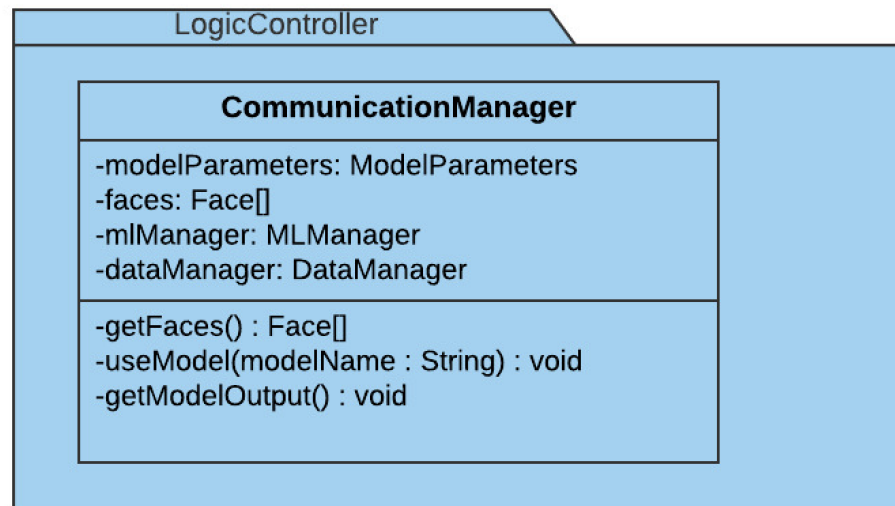 LogicController
CommunicationManager
-modelParameters: ModelParameters
-faces: Face[]
-mlManager: MLManager
-dataManager: DataManager
-getFaces() : Face[]
-useModel(modelName : String) : void
-getModelOutput() : void